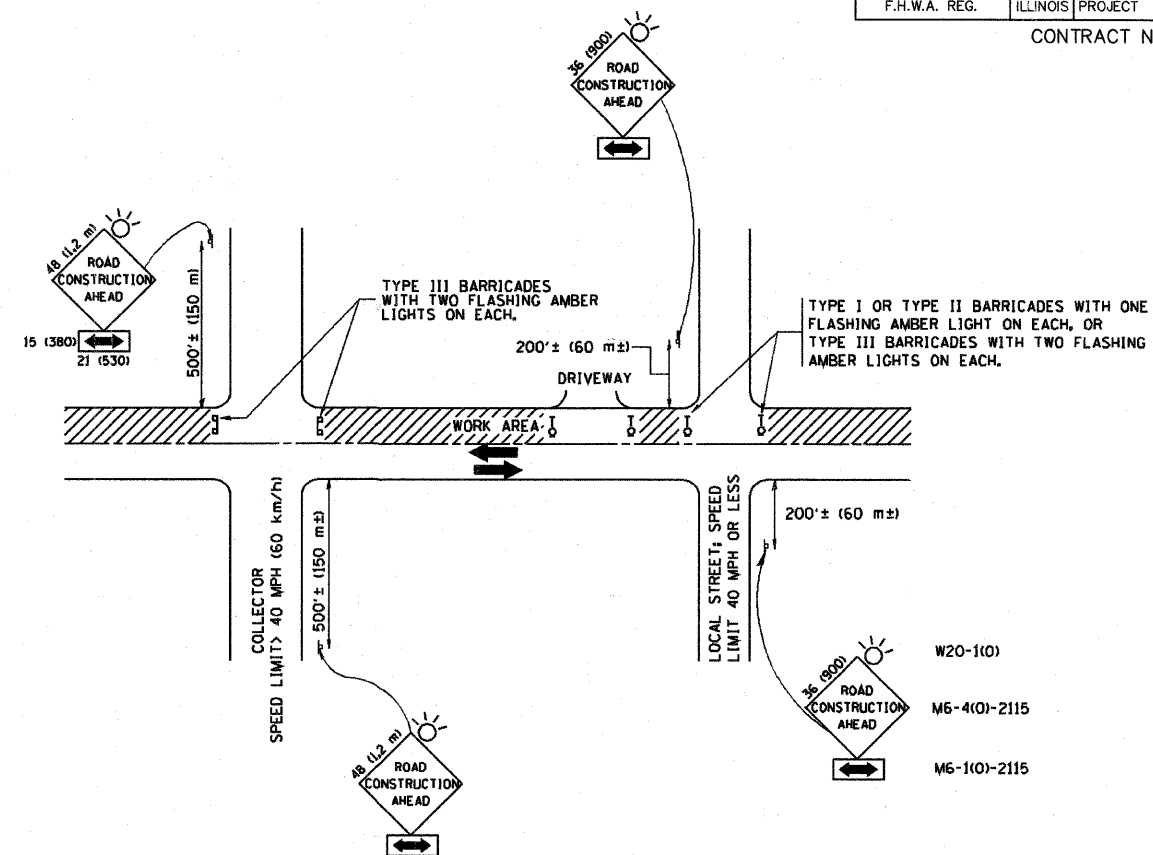 F.H.W.A. REG. ILLINOIS PROJECT
CONTRACT N
36 (900)
ROAD
CONSTRUCTION
AHEAD
48 (1.2 m)
ROAD
CONSTRUCTION
AHEAD
15 (380)
21 (530)
500'± (150 m)
TYPE III BARRICADES
WITH TWO FLASHING AMBER
LIGHTS ON EACH.
200'± (60 m±)
DRIVEWAY
TYPE I OR TYPE II BARRICADES WITH ONE
FLASHING AMBER LIGHT ON EACH, OR
TYPE III BARRICADES WITH TWO FLASHING
AMBER LIGHTS ON EACH.
WORK AREA
COLLECTOR
SPEED LIMIT> 40 MPH (60 km/h)
500'± (150 m±)
LOCAL STREET; SPEED
LIMIT 40 MPH OR LESS
200'± (60 m±)
48 (1.2 m)
ROAD
CONSTRUCTION
AHEAD
36 (900)
ROAD
CONSTRUCTION
AHEAD
W20-1(O)
M6-4(O)-2115
M6-1(O)-2115